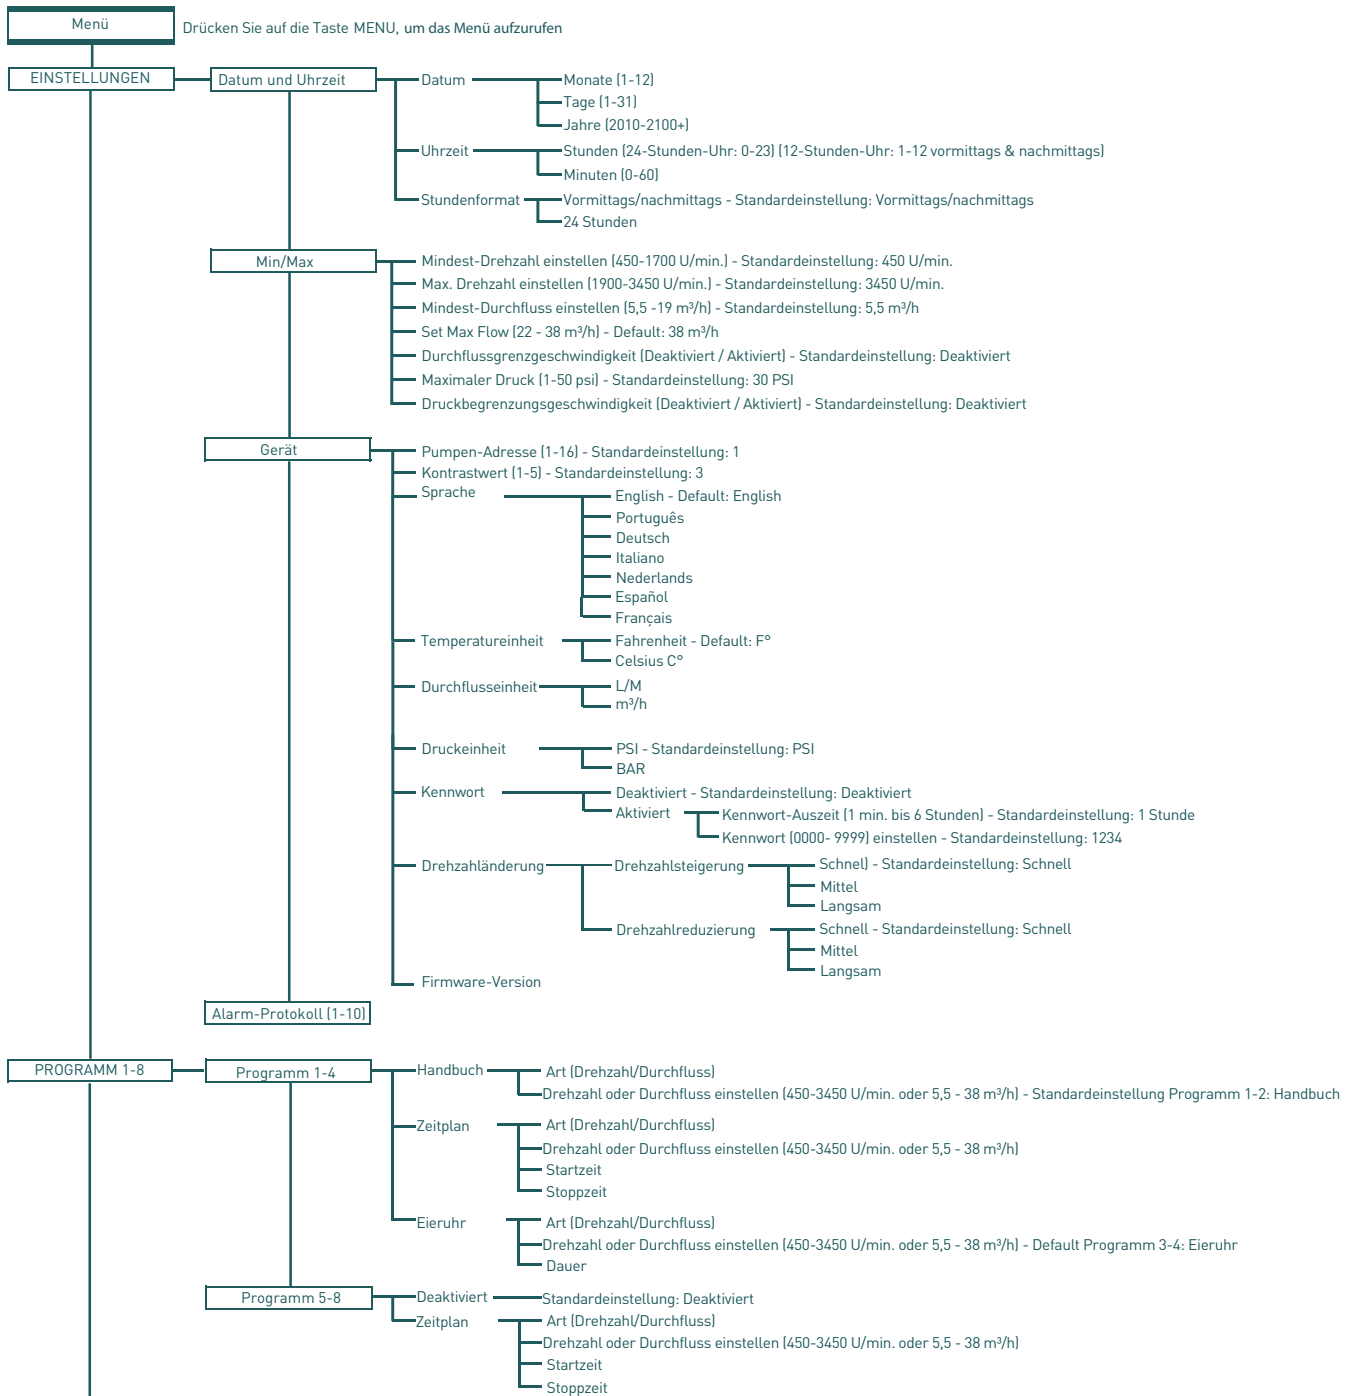 Menü
Drücken Sie auf die Taste MENU, um das Menü aufzurufen
EINSTELLUNGEN
Datum und Uhrzeit
Datum
Monate (1-12)
Tage (1-31)
Jahre (2010-2100+)
Uhrzeit
Stunden (24-Stunden-Uhr: 0-23) (12-Stunden-Uhr: 1-12 vormittags & nachmittags)
Minuten (0-60)
Stundenformat
Vormittags/nachmittags - Standardeinstellung: Vormittags/nachmittags
24 Stunden
Min/Max
Mindest-Drehzahl einstellen (450-1700 U/min.) - Standardeinstellung: 450 U/min.
Max. Drehzahl einstellen (1900-3450 U/min.) - Standardeinstellung: 3450 U/min.
Mindest-Durchfluss einstellen (5,5 -19 m³/h) - Standardeinstellung: 5,5 m³/h
Set Max Flow (22 - 38 m³/h) - Default: 38 m³/h
Durchflussgrenzgeschwindigkeit (Deaktiviert / Aktiviert) - Standardeinstellung: Deaktiviert
Maximaler Druck (1-50 psi) - Standardeinstellung: 30 PSI
Druckbegrenzungsgeschwindigkeit (Deaktiviert / Aktiviert) - Standardeinstellung: Deaktiviert
Gerät
Pumpen-Adresse (1-16) - Standardeinstellung: 1
Kontrastwert (1-5) - Standardeinstellung: 3
Sprache
English - Default: English
Português
Deutsch
Italiano
Nederlands
Español
Français
Temperatureinheit
Fahrenheit - Default: F°
Celsius C°
Durchflusseinheit
L/M
m³/h
Druckeinheit
PSI - Standardeinstellung: PSI
BAR
Kennwort
Deaktiviert - Standardeinstellung: Deaktiviert
Aktiviert
Kennwort-Auszeit (1 min. bis 6 Stunden) - Standardeinstellung: 1 Stunde
Kennwort (0000- 9999) einstellen - Standardeinstellung: 1234
Drehzahländerung
Drehzahlsteigerung
Schnel) - Standardeinstellung: Schnell
Mittel
Langsam
Drehzahlreduzierung
Schnell - Standardeinstellung: Schnell
Mittel
Langsam
Firmware-Version
Alarm-Protokoll (1-10)
PROGRAMM 1-8
Programm 1-4
Handbuch
Art (Drehzahl/Durchfluss)
Drehzahl oder Durchfluss einstellen (450-3450 U/min. oder 5,5 - 38 m³/h) - Standardeinstellung Programm 1-2: Handbuch
Zeitplan
Art (Drehzahl/Durchfluss)
Drehzahl oder Durchfluss einstellen (450-3450 U/min. oder 5,5 - 38 m³/h)
Startzeit
Stoppzeit
Eieruhr
Art (Drehzahl/Durchfluss)
Drehzahl oder Durchfluss einstellen (450-3450 U/min. oder 5,5 - 38 m³/h) - Default Programm 3-4: Eieruhr
Dauer
Programm 5-8
Deaktiviert
Standardeinstellung: Deaktiviert
Zeitplan
Art (Drehzahl/Durchfluss)
Drehzahl oder Durchfluss einstellen (450-3450 U/min. oder 5,5 - 38 m³/h)
Startzeit
Stoppzeit